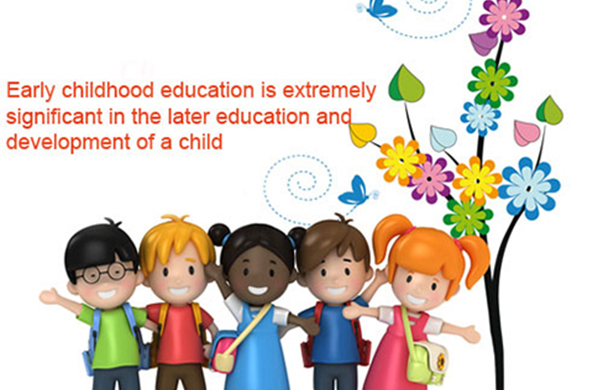 Early childhood education is extremely
significant in the later education and
development of a child